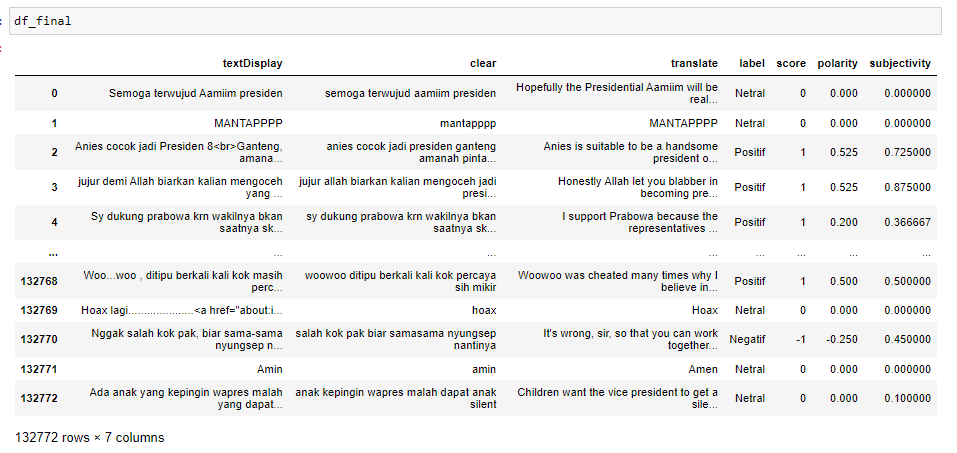 df_final
textDisplay clear translate label score polarity subjectivity
0 Semoga terwujud Aamiim presiden semoga terwujud aamiim presiden Hopefully the Presidential Aamiim will be real... Netral 0 0.000 0.000000
1 MANTAPPPP mantapppp MANTAPPPP Netral 0 0.000 0.000000
2 Anies cocok jadi Presiden 8<br>Ganteng, amana... anies cocok jadi presiden ganteng amanah pinta... Anies is suitable to be a handsome president o... Positif 1 0.525 0.725000
3 jujur demi Allah biarkan kalian mengoceh yang ... jujur allah biarkan kalian mengoceh jadi presi... Honestly Allah let you blabber in becoming pre... Positif 1 0.525 0.875000
4 Sy dukung prabowa krn wakilnya bkan saatnya sk... sy dukung prabowa krn wakilnya bkan saatnya sk... I support Prabowa because the representatives ... Positif 1 0.200 0.366667
... ... ... ... ... ... ... ...
132768 Woo...woo , ditipu berkali kali kok masih perc... woowoo ditipu berkali kali kok percaya sih mikir Woowoo was cheated many times why I believe in... Positif 1 0.500 0.500000
132769 Hoax lagi.....................<a href="about:i... hoax Hoax Netral 0 0.000 0.000000
132770 Nggak salah kok pak, biar sama-sama nyungsep n... salah kok pak biar samasama nyungsep nantinya It's wrong, sir, so that you can work together... Negatif -1 -0.250 0.450000
132771 Amin amin Amen Netral 0 0.000 0.000000
132772 Ada anak yang kepingin wapres malah yang dapat... anak kepingin wapres malah dapat anak silent Children want the vice president to get a sile... Netral 0 0.000 0.100000
132772 rows × 7 columns